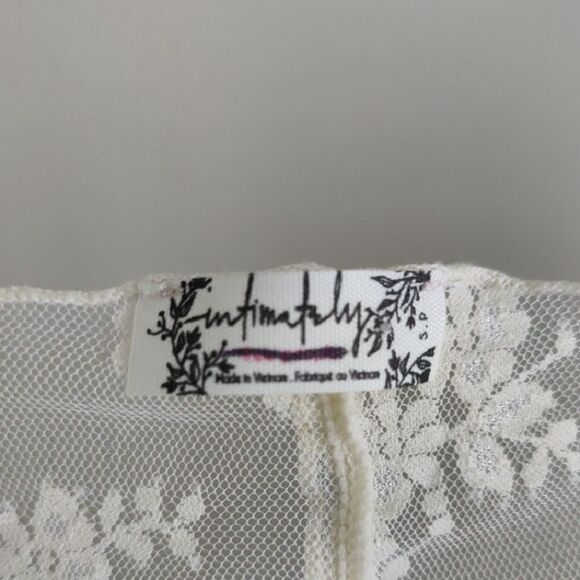 intimately
Made in Vietnam . Fabriqué au Vietnam
S.P